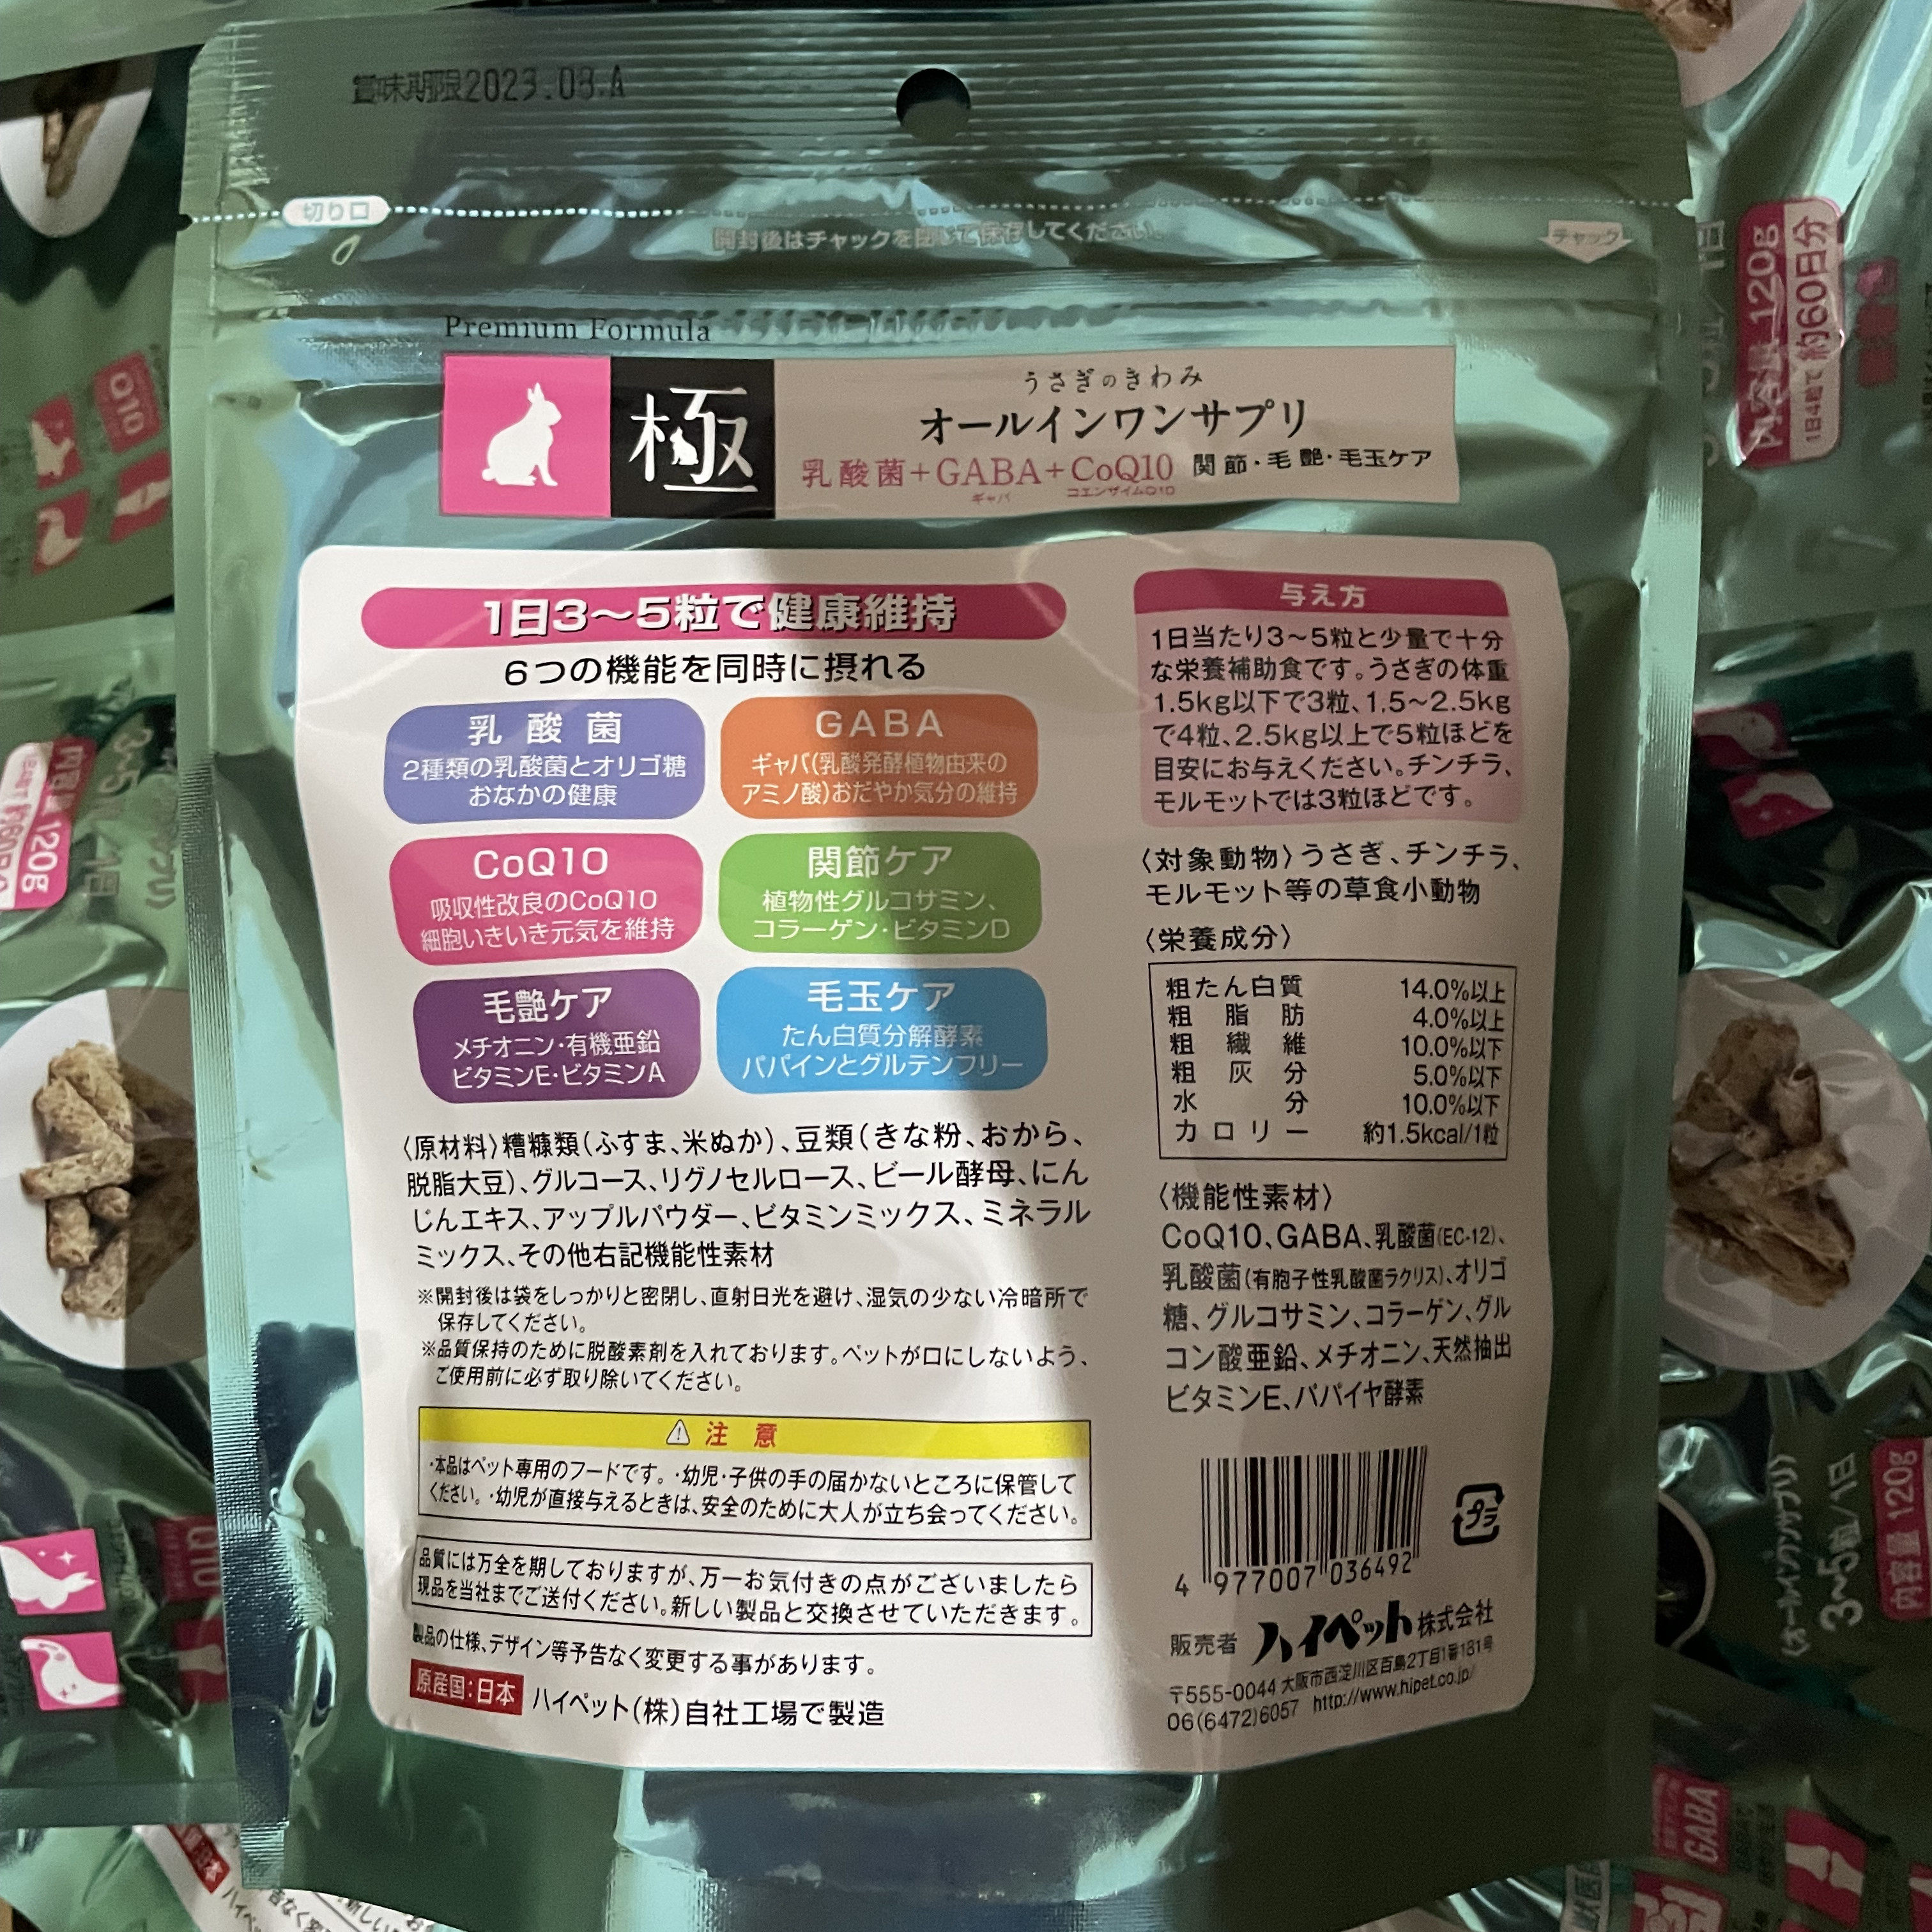 賞味期限2023.08.A
切り口
開封後はチャックを閉じて保存してください。
チャック
Premium Formula
極
うさぎのきわみ
オールインワンサプリ
乳酸菌+GABA+CoQ10 関節・毛艶・毛玉ケア
ギャバ コエンザイムQ10
1日3〜5粒で健康維持
6つの機能を同時に摂れる
乳酸菌
2種類の乳酸菌とオリゴ糖
おなかの健康
GABA
ギャバ(乳酸発酵植物由来の
アミノ酸)おだやか気分の維持
CoQ10
吸収性改良のCoQ10
細胞いきいき元気を維持
関節ケア
植物性グルコサミン、
コラーゲン・ビタミンD
毛艶ケア
メチオニン・有機亜鉛
ビタミンE・ビタミンA
毛玉ケア
たん白質分解酵素
パパインとグルテンフリー
〈原材料〉糟糠類(ふすま、米ぬか)、豆類(きな粉、おから、
脱脂大豆)、グルコース、リグノセルロース、ビール酵母、にん
じんエキス、アップルパウダー、ビタミンミックス、ミネラル
ミックス、その他右記機能性素材
※開封後は袋をしっかりと密閉し、直射日光を避け、湿気の少ない冷暗所で
保存してください。
※品質保持のために脱酸素剤を入れております。ペットが口にしないよう、
ご使用前に必ず取り除いてください。
⚠ 注意
・本品はペット専用のフードです。・幼児・子供の手の届かないところに保管して
ください。・幼児が直接与えるときは、安全のために大人が立ち会ってください。
品質には万全を期しておりますが、万一お気付きの点がございましたら
現品を当社までご送付ください。新しい製品と交換させていただきます。
製品の仕様、デザイン等予告なく変更する事があります。
原産国:日本 ハイペット(株)自社工場で製造
与え方
1日当たり3〜5粒と少量で十分
な栄養補助食です。うさぎの体重
1.5kg以下で3粒、1.5〜2.5kg
で4粒、2.5kg以上で5粒ほどを
目安にお与えください。チンチラ、
モルモットでは3粒ほどです。
〈対象動物〉うさぎ、チンチラ、
モルモット等の草食小動物
〈栄養成分〉
粗たん白質 14.0%以上
粗脂肪 4.0%以上
粗繊維 10.0%以下
粗灰分 5.0%以下
水分 10.0%以下
カロリー 約1.5kcal/1粒
〈機能性素材〉
CoQ10、GABA、乳酸菌(EC-12)、
乳酸菌(有胞子性乳酸菌ラクリス)、オリゴ
糖、グルコサミン、コラーゲン、グル
コン酸亜鉛、メチオニン、天然抽出
ビタミンE、パパイヤ酵素
4 977007 036492
プラ
販売者 ハイペット株式会社
〒555-0044 大阪市西淀川区百島2丁目1番181号
06(6472)6057 http://www.hipet.co.jp/
内容量 120g
1日4粒で 約60日分
Q10
120g
3〜5粒/1日
内容量 120g
GABA